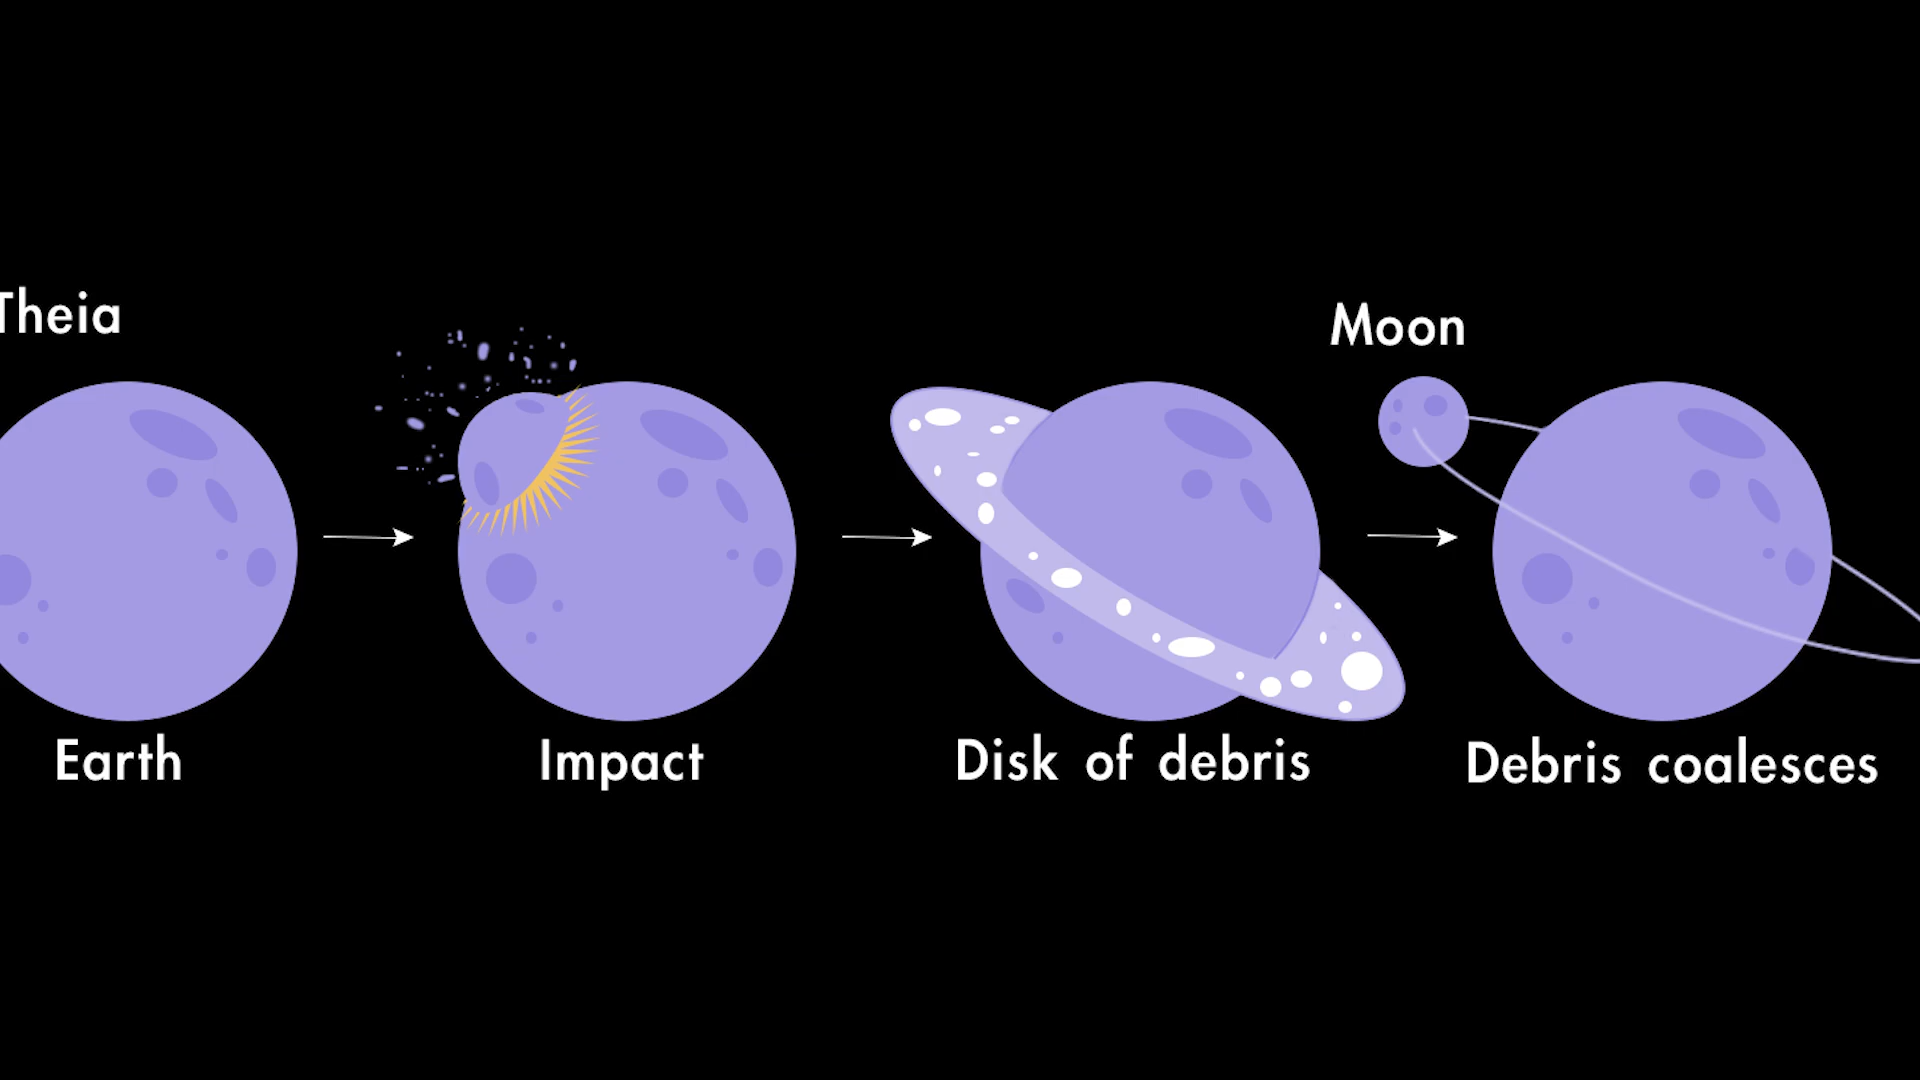 Theia
Moon
Earth
Impact
Disk of debris
Debris coalesces